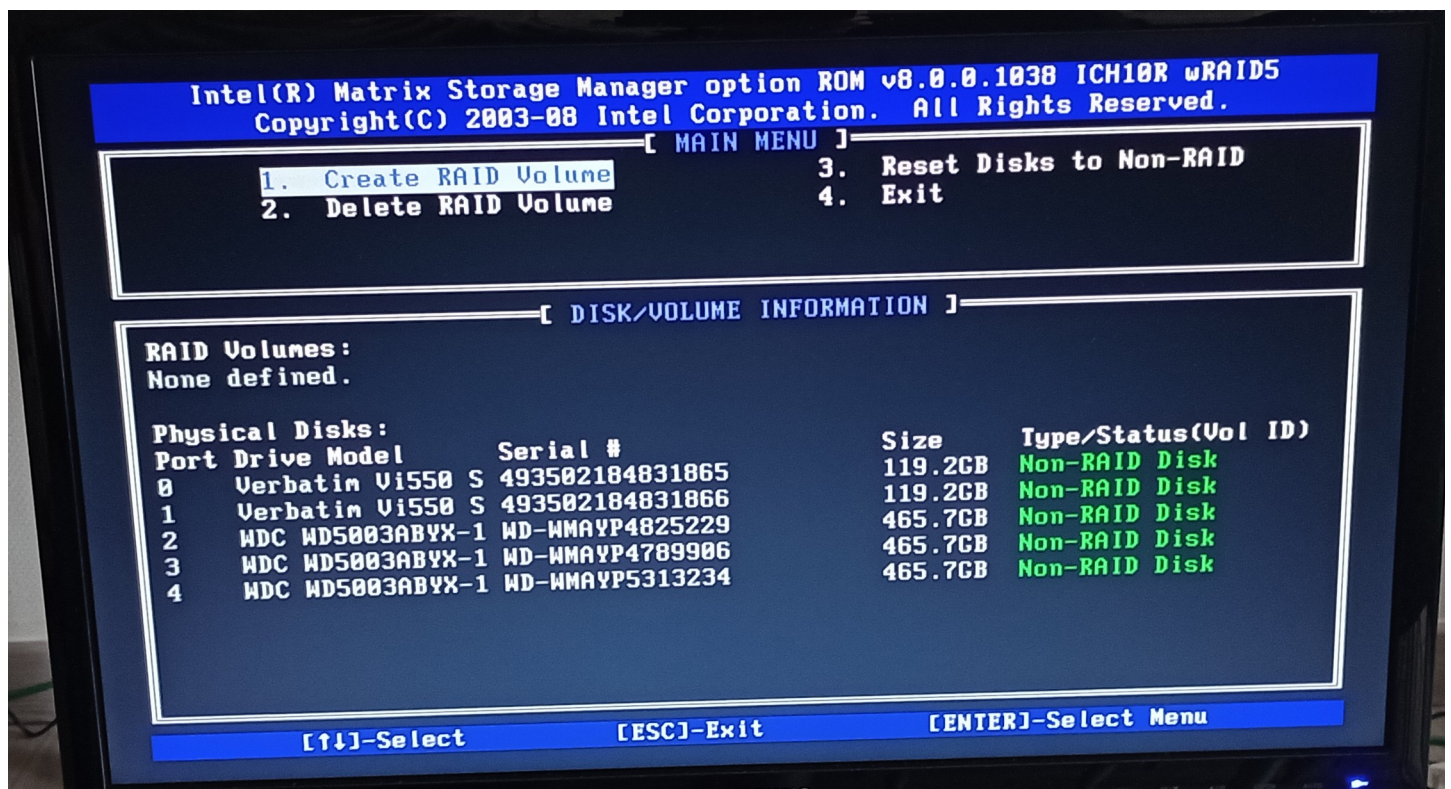 Intel(R) Matrix Storage Manager option ROM v8.0.0.1038 ICH10R wRAID5
Copyright(C) 2003-08 Intel Corporation. All Rights Reserved.
[ MAIN MENU ]
1. Create RAID Volume 3. Reset Disks to Non-RAID
2. Delete RAID Volume 4. Exit
[ DISK/VOLUME INFORMATION ]
RAID Volumes:
None defined.
Physical Disks:
Port Drive Model Serial # Size Type/Status(Vol ID)
0 Verbatim Vi550 S 493502184831865 119.2GB Non-RAID Disk
1 Verbatim Vi550 S 493502184831866 119.2GB Non-RAID Disk
2 WDC WD5003ABYX-1 WD-WMAYP4825229 465.7GB Non-RAID Disk
3 WDC WD5003ABYX-1 WD-WMAYP4789906 465.7GB Non-RAID Disk
4 WDC WD5003ABYX-1 WD-WMAYP5313234 465.7GB Non-RAID Disk
[↑↓]-Select [ESC]-Exit [ENTER]-Select Menu